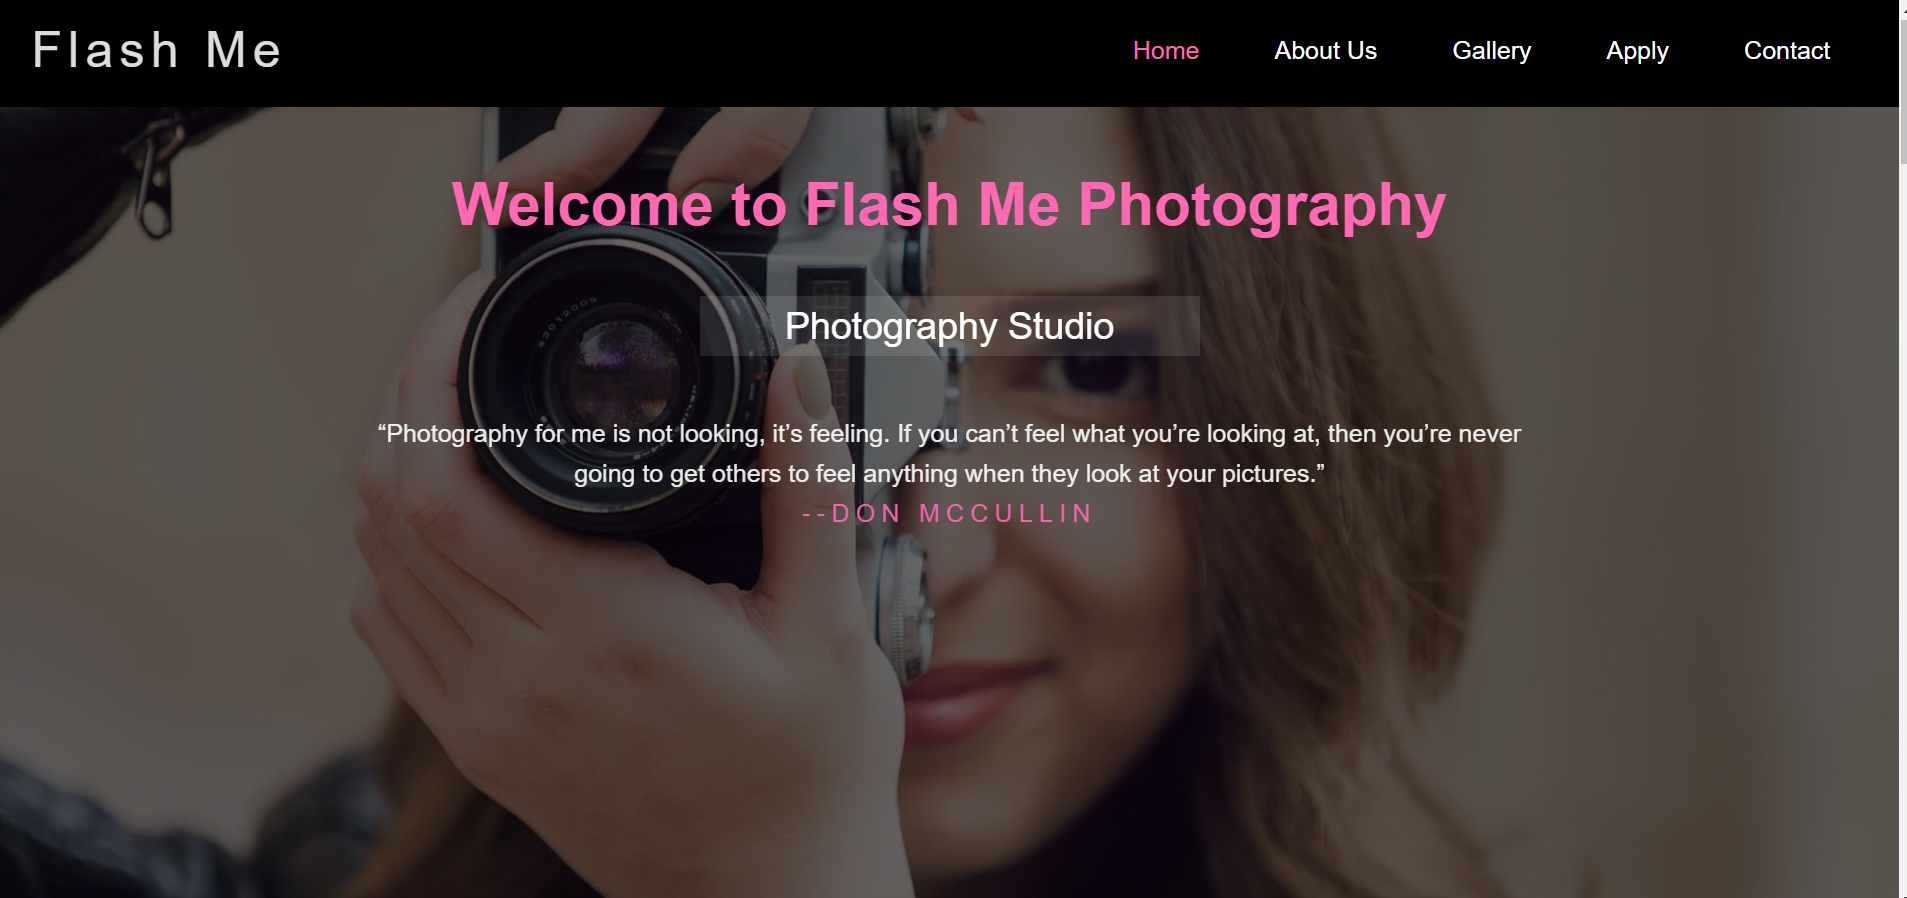 Flash Me
Home About Us Gallery Apply Contact
Welcome to Flash Me Photography
Photography Studio
“Photography for me is not looking, it’s feeling. If you can’t feel what you’re looking at, then you’re never
going to get others to feel anything when they look at your pictures.”
--DON MCCULLIN